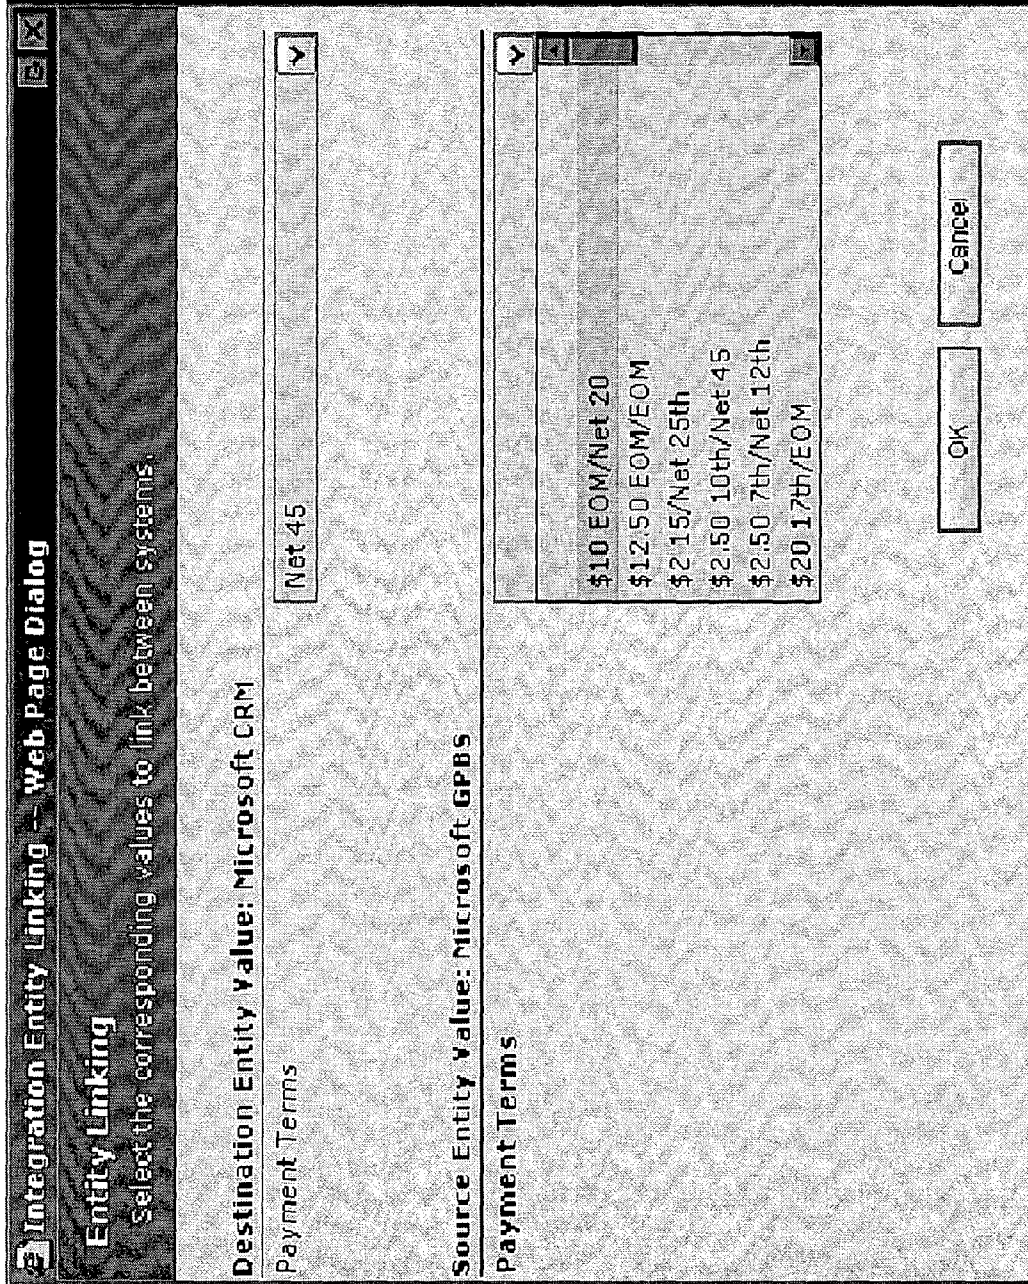 Integration Entity Linking -- Web Page Dialog
Entity Linking
Select the corresponding values to link between systems.
Destination Entity Value: Microsoft CRM
Payment Terms
Net 45
Source Entity Value: Microsoft GPBs
Payment Terms
$10 EOM/Net 20
$12.50 EOM/EOM
$2 15/Net 25th
$2.50 10th/Net 45
$2.50 7th/Net 12th
$20 17th/EOM
OK
Cancel